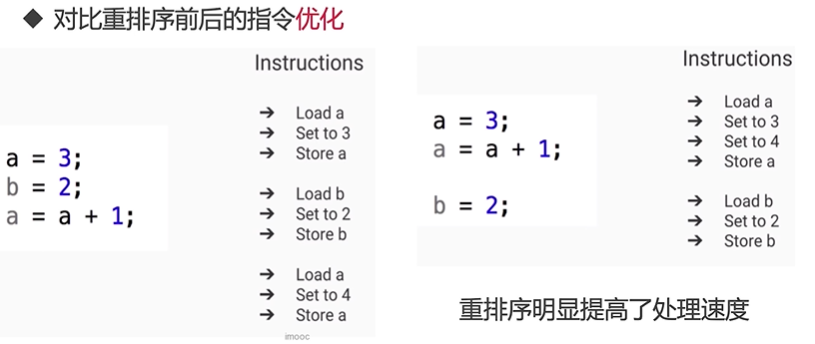 ◆ 对比重排序前后的指令优化
Instructions
→ Load a
→ Set to 3
→ Store a
a = 3;
b = 2;
a = a + 1;
→ Load b
→ Set to 2
→ Store b
→ Load a
→ Set to 4
→ Store a
imooc
Instructions
a = 3;
a = a + 1;
b = 2;
→ Load a
→ Set to 3
→ Set to 4
→ Store a
→ Load b
→ Set to 2
→ Store b
重排序明显提高了处理速度